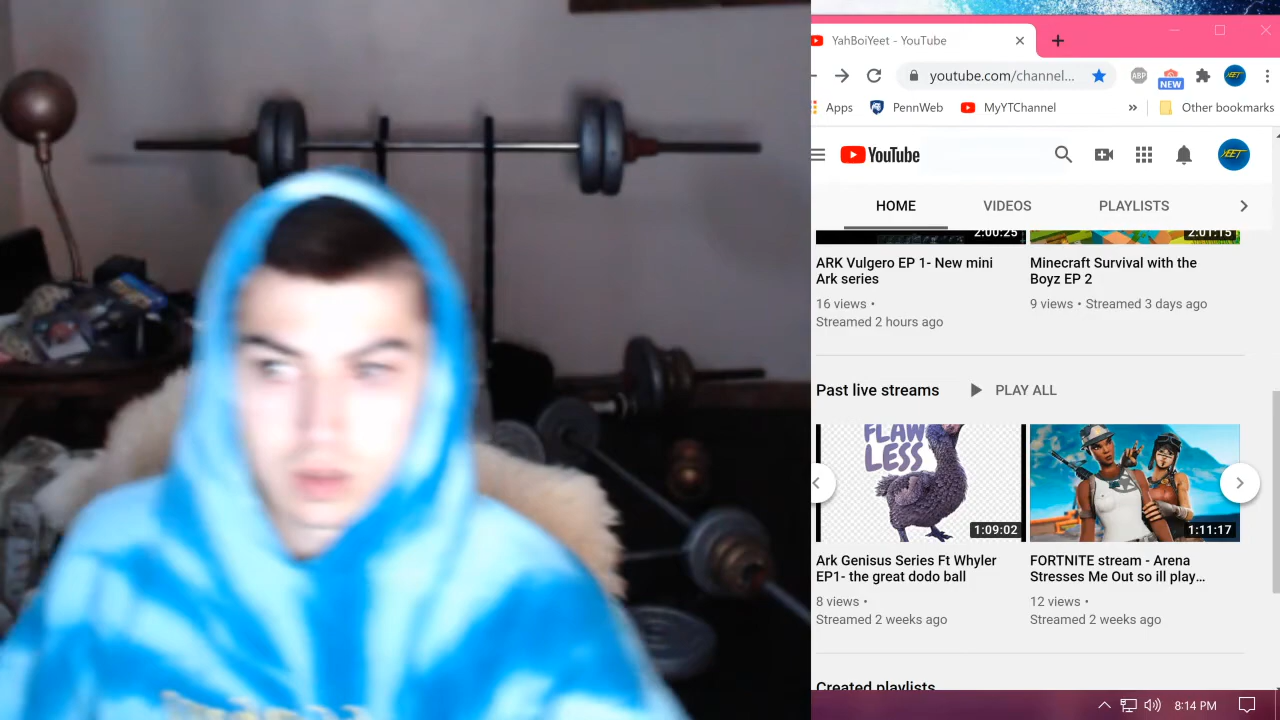 YahBoiYeet - YouTube
youtube.com/channel...
ABP
NEW
YEET
Apps
PennWeb
MyYTChannel
»
Other bookmarks
YouTube
YEET
HOME
VIDEOS
PLAYLISTS
2:00:25
2:01:15
ARK Vulgero EP 1- New mini
Ark series
Minecraft Survival with the
Boyz EP 2
16 views •
Streamed 2 hours ago
9 views • Streamed 3 days ago
Past live streams
PLAY ALL
FLAW
LESS
1:09:02
1:11:17
Ark Genisus Series Ft Whyler
EP1- the great dodo ball
FORTNITE stream - Arena
Stresses Me Out so ill play...
8 views •
Streamed 2 weeks ago
12 views •
Streamed 2 weeks ago
Created playlists
8:14 PM